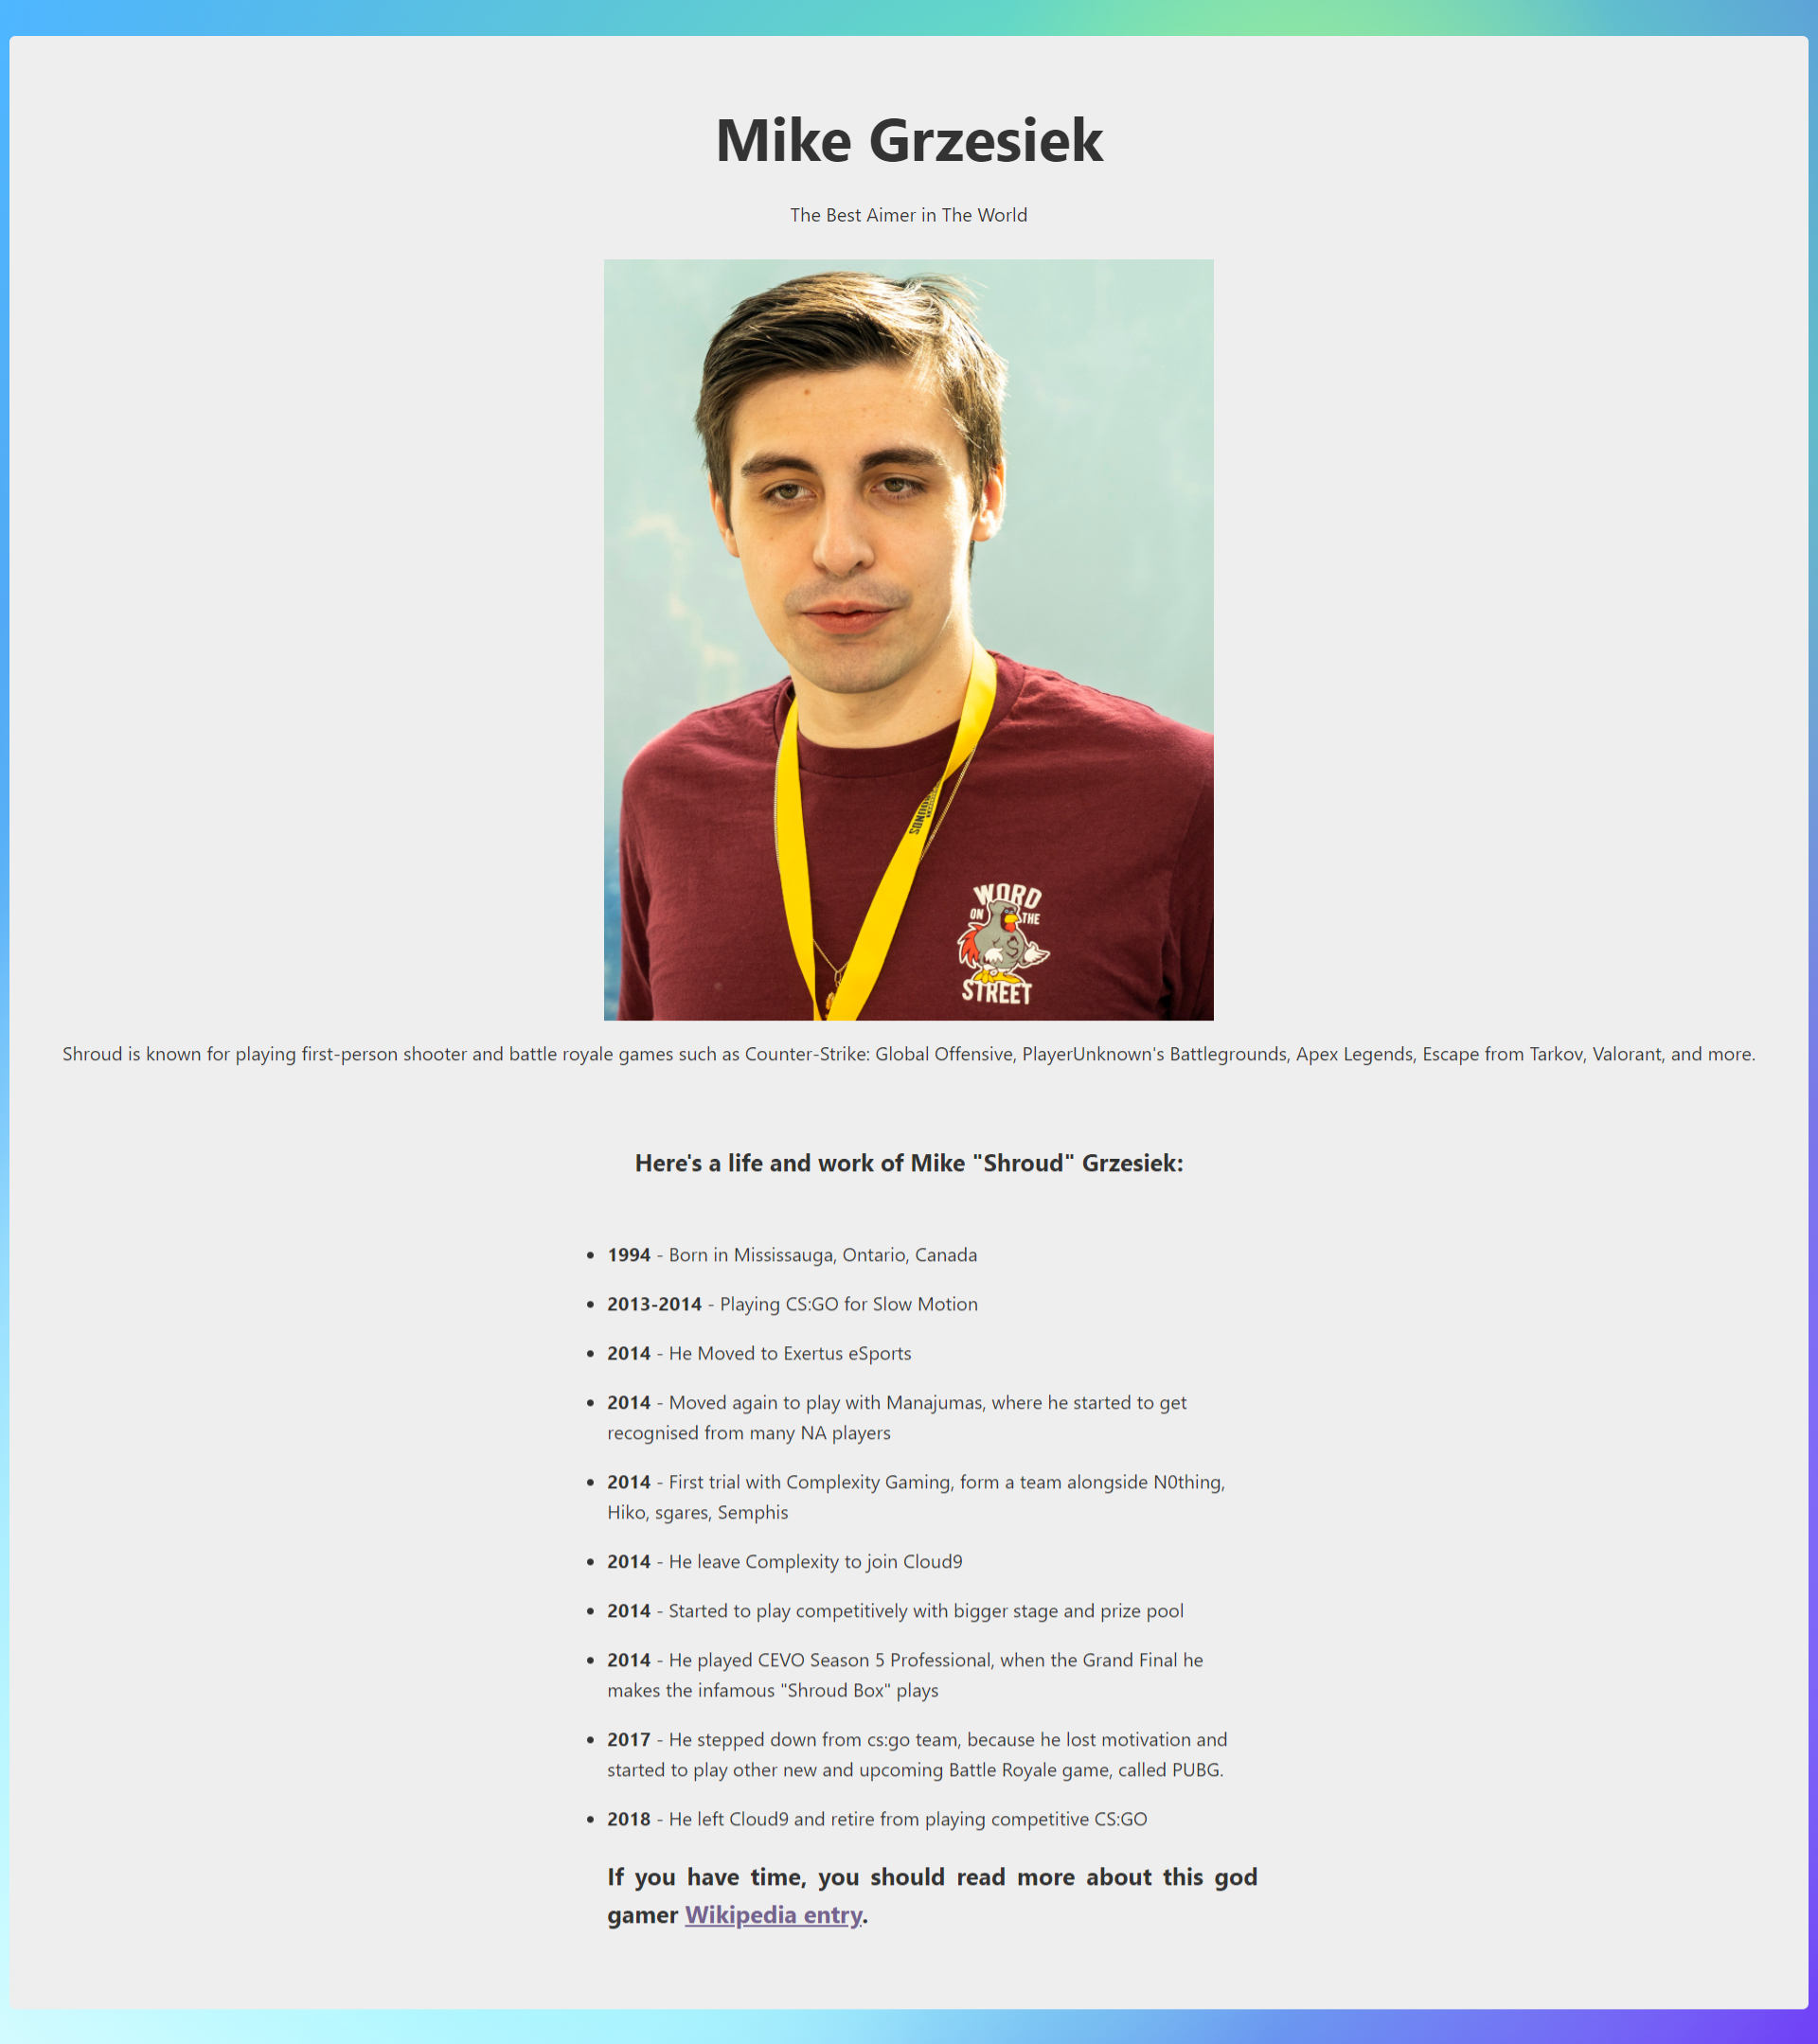 Mike Grzesiek
The Best Aimer in The World
WORD
ON THE
STREET
Shroud is known for playing first-person shooter and battle royale games such as Counter-Strike: Global Offensive, PlayerUnknown's Battlegrounds, Apex Legends, Escape from Tarkov, Valorant, and more.
Here's a life and work of Mike "Shroud" Grzesiek:
• 1994 - Born in Mississauga, Ontario, Canada
• 2013-2014 - Playing CS:GO for Slow Motion
• 2014 - He Moved to Exertus eSports
• 2014 - Moved again to play with Manajumas, where he started to get
recognised from many NA players
• 2014 - First trial with Complexity Gaming, form a team alongside N0thing,
Hiko, sgares, Semphis
• 2014 - He leave Complexity to join Cloud9
• 2014 - Started to play competitively with bigger stage and prize pool
• 2014 - He played CEVO Season 5 Professional, when the Grand Final he
makes the infamous "Shroud Box" plays
• 2017 - He stepped down from cs:go team, because he lost motivation and
started to play other new and upcoming Battle Royale game, called PUBG.
• 2018 - He left Cloud9 and retire from playing competitive CS:GO
If you have time, you should read more about this god
gamer Wikipedia entry.